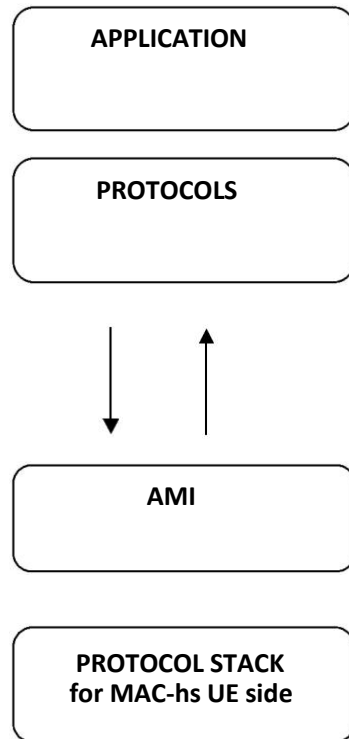 APPLICATION
PROTOCOLS
AMI
PROTOCOL STACK
for MAC-hs UE side